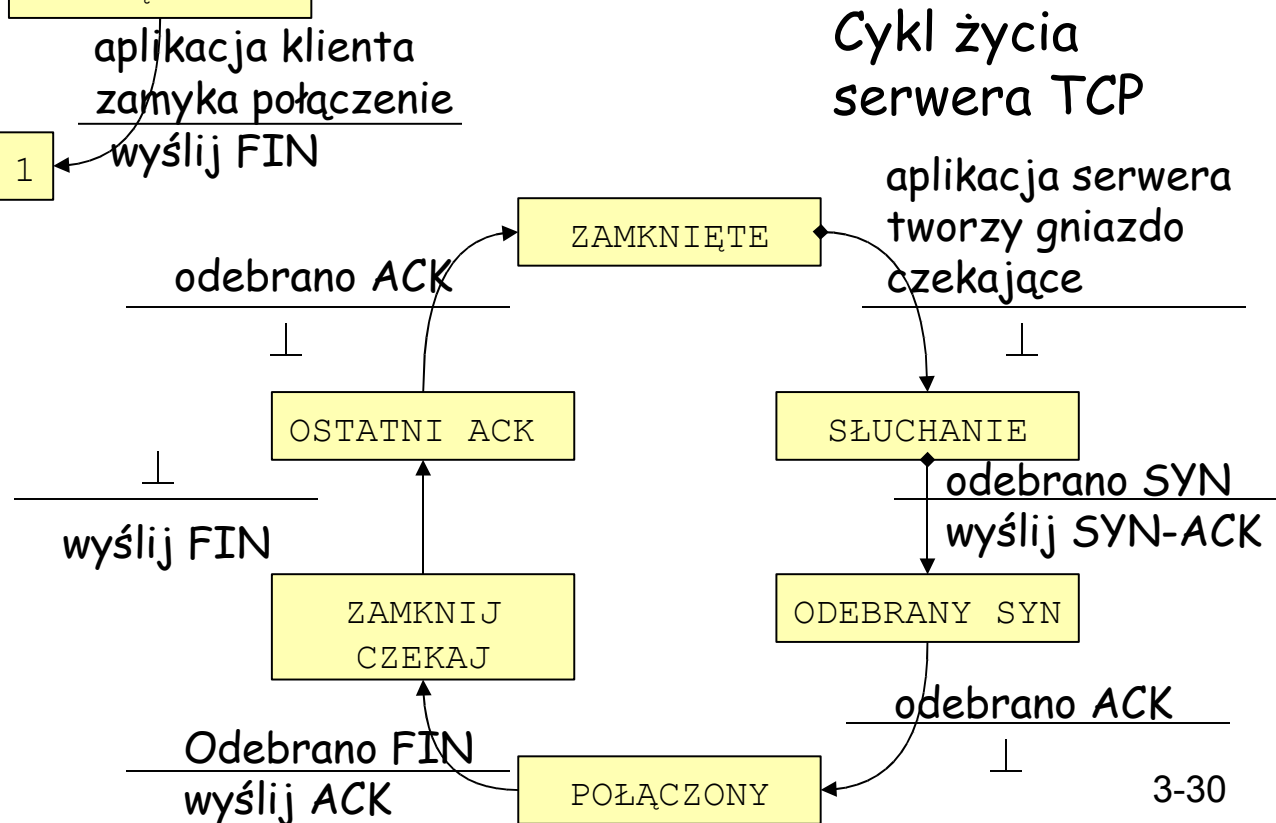 Cykl życia
serwera TCP
aplikacja klienta
zamyka połączenie
wyślij FIN
1
aplikacja serwera
tworzy gniazdo
czekające
⊥
ZAMKNIĘTE
odebrano ACK
⊥
OSTATNI ACK
SŁUCHANIE
odebrano SYN
wyślij SYN-ACK
⊥
wyślij FIN
ZAMKNIJ
CZEKAJ
ODEBRANY SYN
odebrano ACK
⊥
Odebrano FIN
wyślij ACK
POŁĄCZONY
3-30